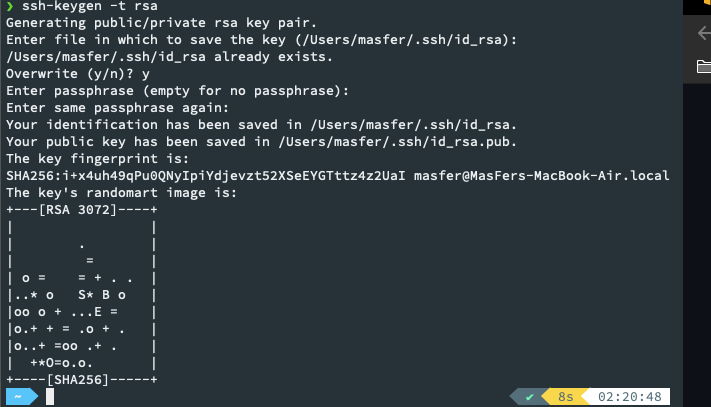 ❯ ssh-keygen -t rsa
Generating public/private rsa key pair.
Enter file in which to save the key (/Users/masfer/.ssh/id_rsa):
/Users/masfer/.ssh/id_rsa already exists.
Overwrite (y/n)? y
Enter passphrase (empty for no passphrase):
Enter same passphrase again:
Your identification has been saved in /Users/masfer/.ssh/id_rsa.
Your public key has been saved in /Users/masfer/.ssh/id_rsa.pub.
The key fingerprint is:
SHA256:i+x4uh49qPu0QNyIpiYdjevzt52XSeEYGTttz4z2UaI masfer@MasFers-MacBook-Air.local
The key's randomart image is:
+---[RSA 3072]----+
|                 |
|        .        |
|         =       |
| o =    = + . .  |
|..* o   S* B o   |
|oo o + ...E =    |
|o.+ + = .o + .   |
|o..+ =oo .+ .    |
|  +*O=o.o.       |
+----[SHA256]-----+
~ ✔ 8s 02:20:48